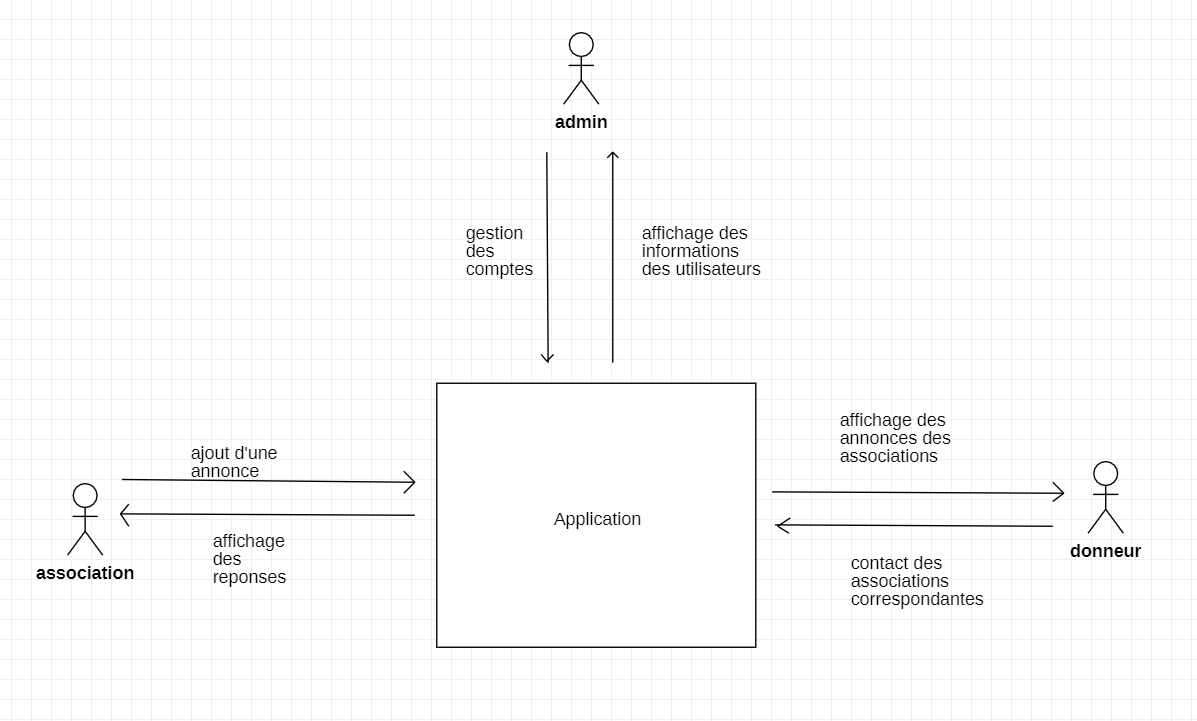 admin
gestion
des
comptes
affichage des
informations
des utilisateurs
ajout d'une
annonce
affichage
des
reponses
association
Application
affichage des
annonces des
associations
donneur
contact des
associations
correspondantes